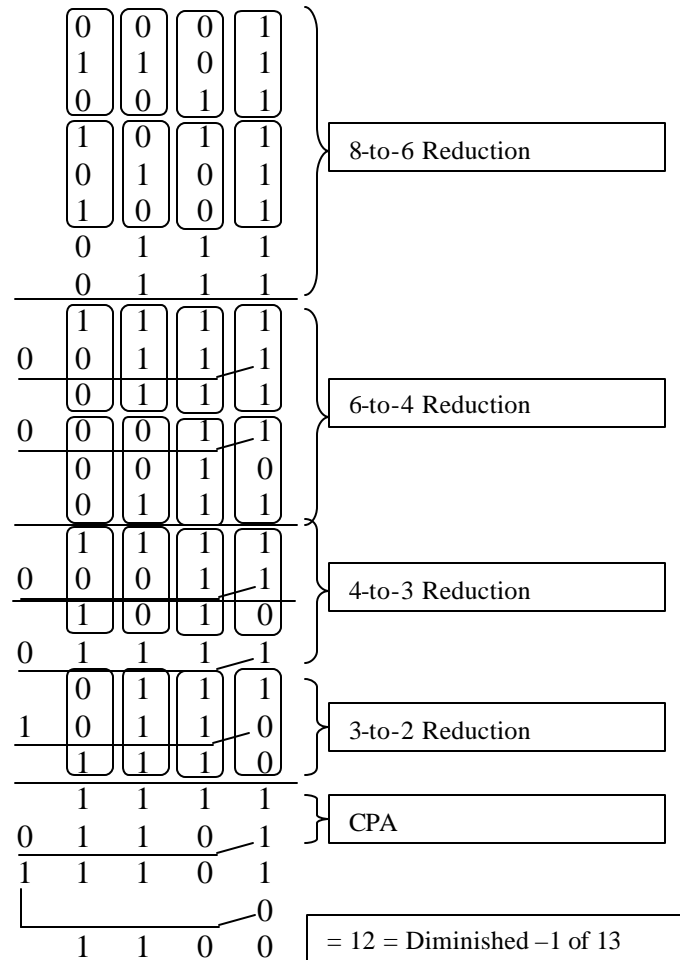 0 0 0 1
1 1 0 1
0 0 1 1
1 0 1 1
0 1 0 1
1 0 0 1
8-to-6 Reduction
0 1 1 1
0 1 1 1
1 1 1 1
0 0 1 1 1
0 1 1 1
6-to-4 Reduction
0 0 0 1 1
0 0 1 0
0 1 1 1
1 1 1 1
0 0 0 1 1
4-to-3 Reduction
1 0 1 0
0 1 1 1 1
0 1 1 1
1 0 1 1 0
3-to-2 Reduction
1 1 1 0
1 1 1 1
CPA
0 1 1 0 1
1 1 1 0 1
0
1 1 0 0
= 12 = Diminished –1 of 13